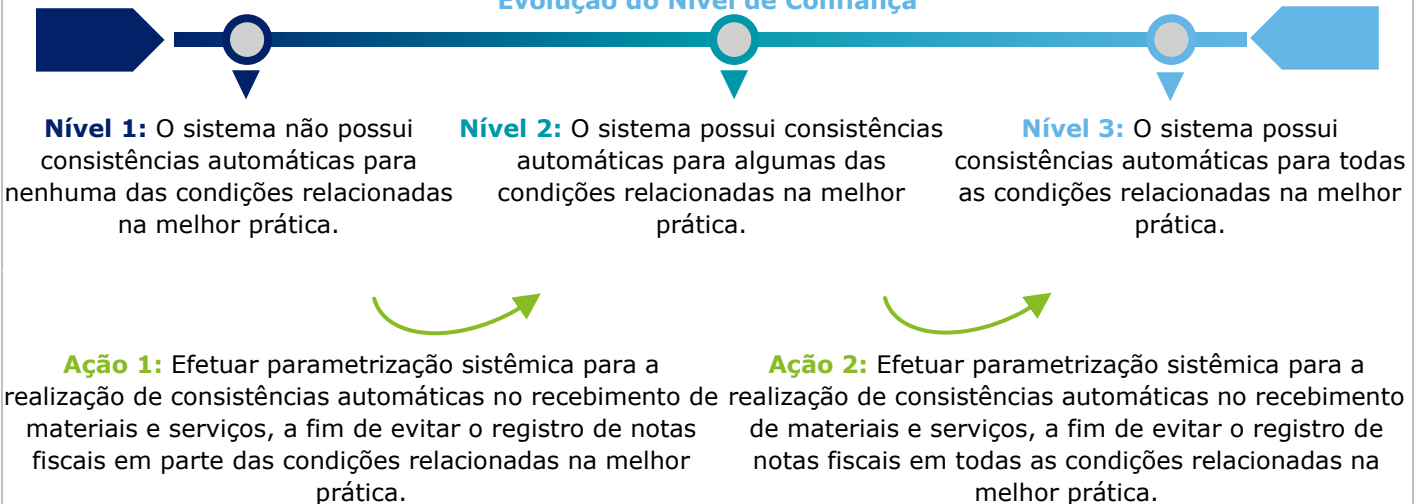 Evolução do Nível de Confiança
Nível 1: O sistema não possui
consistências automáticas para
nenhuma das condições relacionadas
na melhor prática.
Nível 2: O sistema possui consistências
automáticas para algumas das
condições relacionadas na melhor
prática.
Nível 3: O sistema possui
consistências automáticas para todas
as condições relacionadas na melhor
prática.
Ação 1: Efetuar parametrização sistêmica para a
realização de consistências automáticas no recebimento de
materiais e serviços, a fim de evitar o registro de notas
fiscais em parte das condições relacionadas na melhor
prática.
Ação 2: Efetuar parametrização sistêmica para a
realização de consistências automáticas no recebimento
de materiais e serviços, a fim de evitar o registro de
notas fiscais em todas as condições relacionadas na
melhor prática.